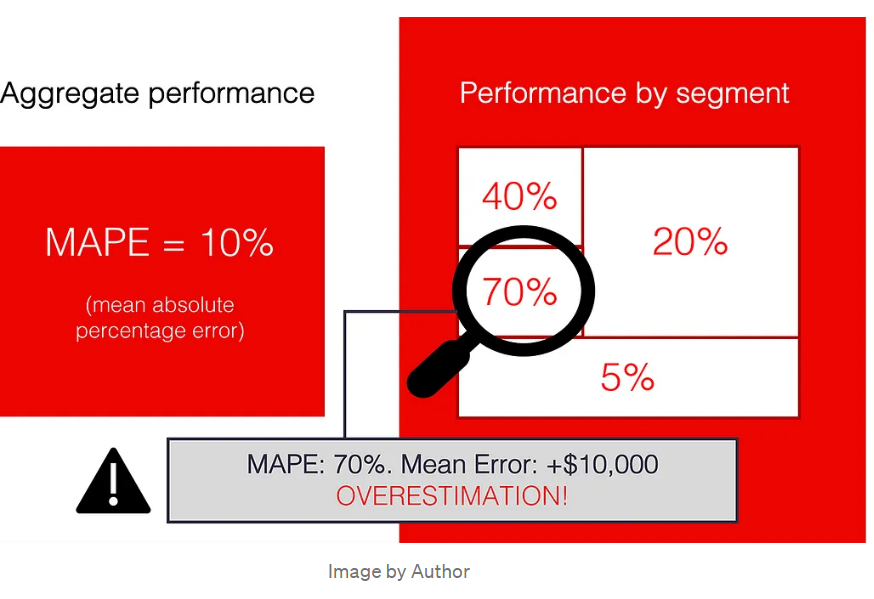 Aggregate performance
MAPE = 10%
(mean absolute
percentage error)
Performance by segment
40%
20%
70%
5%
MAPE: 70%. Mean Error: +$10,000
OVERESTIMATION!
Image by Author